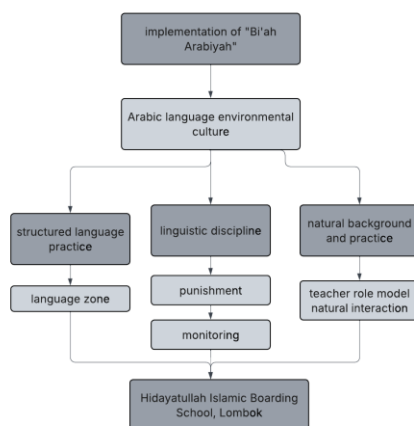 implementation of "Bi'ah
Arabiyah"
Arabic language environmental
culture
structured language
practice
linguistic discipline
natural background
and practice
language zone
punishment
teacher role model
natural interaction
monitoring
Hidayatullah Islamic Boarding
School, Lombok